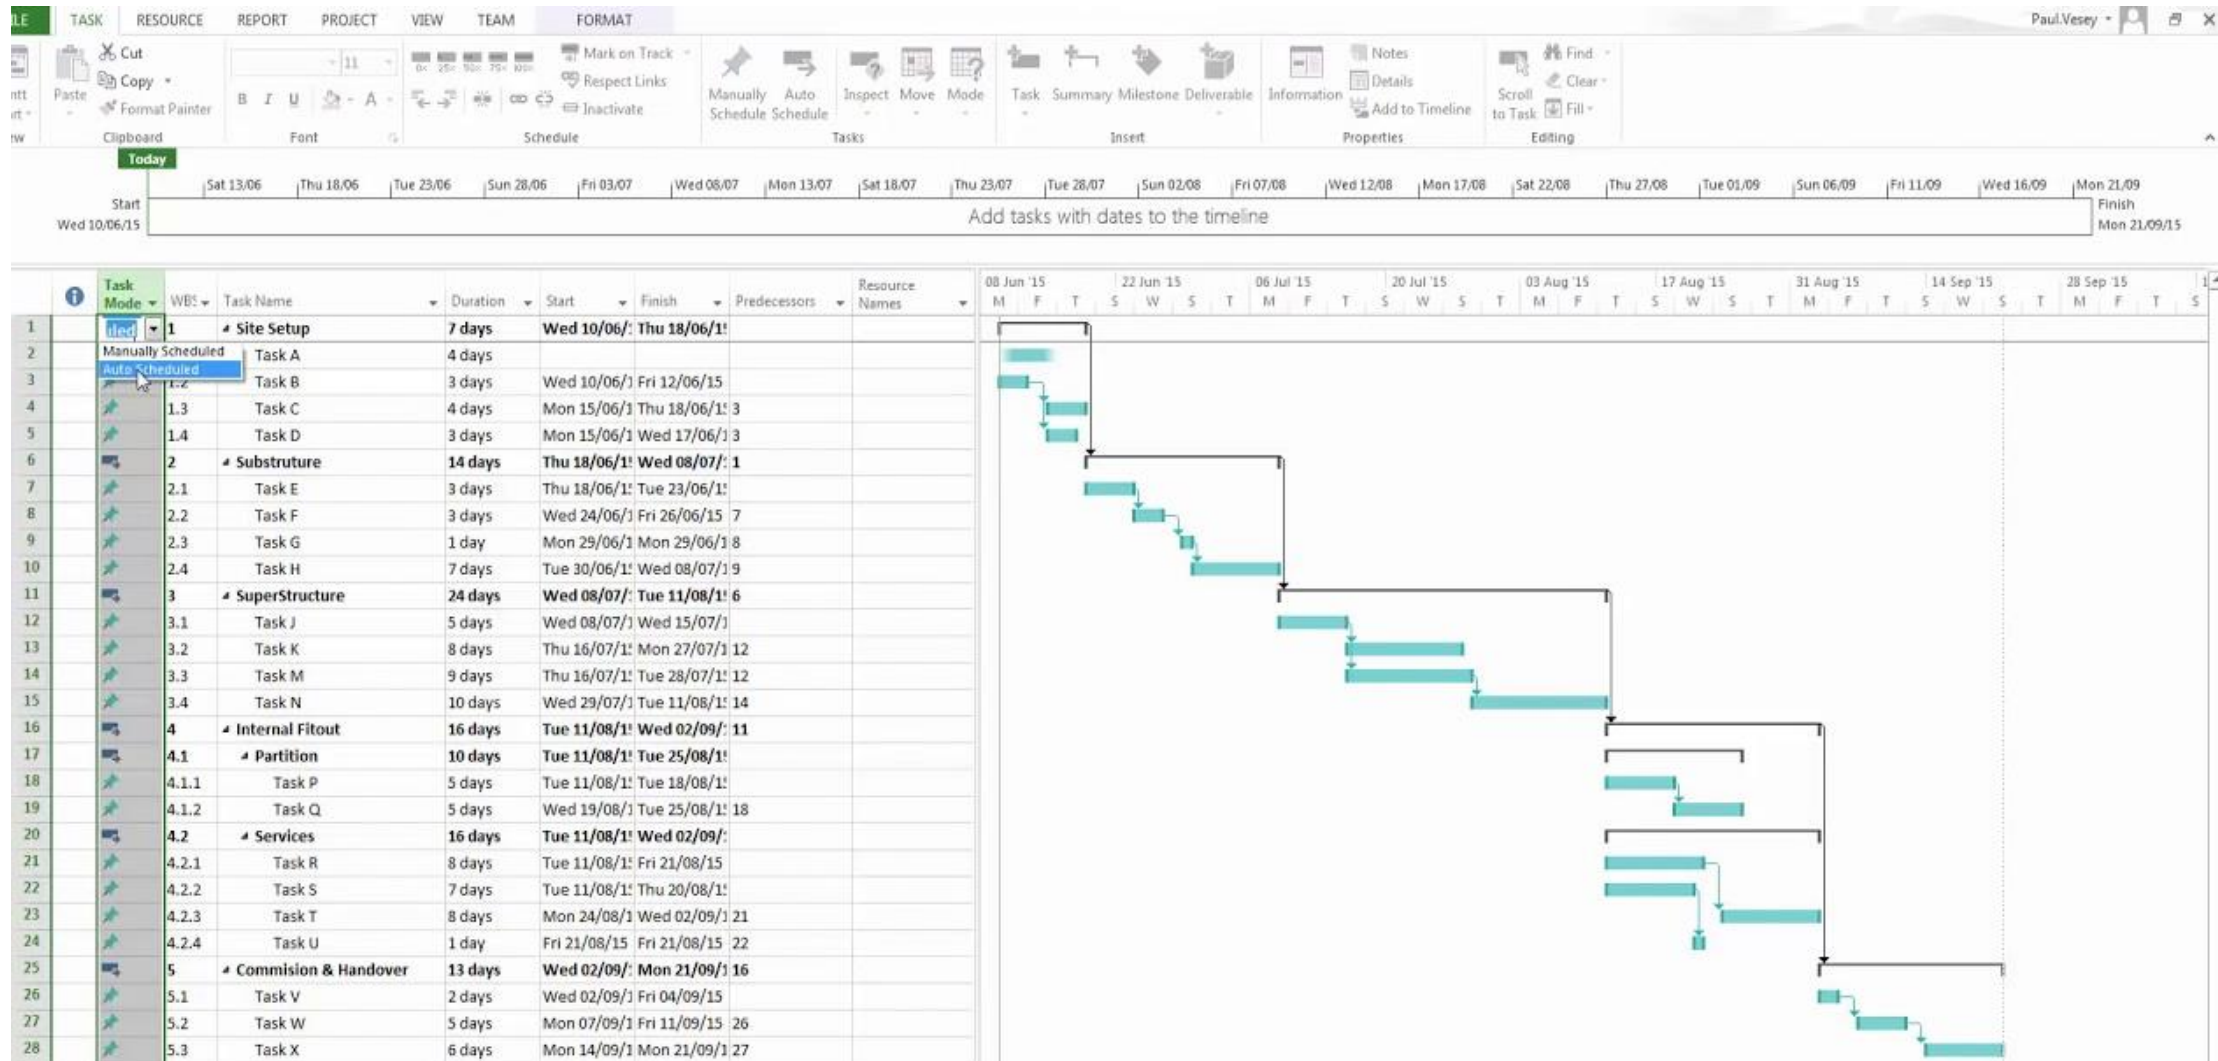 LE TASK RESOURCE REPORT PROJECT VIEW TEAM FORMAT Paul.Vesey
Cut
Copy
Format Painter
Paste
Clipboard
11
B I U A
Font
0% 25% 50% 75% 100%
Mark on Track
Respect Links
Inactivate
Schedule
Manually Schedule
Auto Schedule
Inspect Move Mode
Tasks
Task Summary Milestone Deliverable
Insert
Information
Notes
Details
Add to Timeline
Properties
Scroll to Task
Find
Clear
Fill
Editing
Today
Sat 13/06 Thu 18/06 Tue 23/06 Sun 28/06 Fri 03/07 Wed 08/07 Mon 13/07 Sat 18/07 Thu 23/07 Tue 28/07 Sun 02/08 Fri 07/08 Wed 12/08 Mon 17/08 Sat 22/08 Thu 27/08 Tue 01/09 Sun 06/09 Fri 11/09 Wed 16/09 Mon 21/09
Start
Wed 10/06/15
Add tasks with dates to the timeline
Finish
Mon 21/09/15
Task Mode WBS Task Name Duration Start Finish Predecessors Resource Names
08 Jun '15 22 Jun '15 06 Jul '15 20 Jul '15 03 Aug '15 17 Aug '15 31 Aug '15 14 Sep '15 28 Sep '15
M F T S W S T M F T S W S T M F T S W S T M F T S W S T M F T S
1 led 1 Site Setup 7 days Wed 10/06/ Thu 18/06/1
Manually Scheduled
Auto Scheduled
2 Task A 4 days
3 1.2 Task B 3 days Wed 10/06/1 Fri 12/06/15
4 1.3 Task C 4 days Mon 15/06/1 Thu 18/06/1 3
5 1.4 Task D 3 days Mon 15/06/1 Wed 17/06/1 3
6 2 Substruture 14 days Thu 18/06/1 Wed 08/07/ 1
7 2.1 Task E 3 days Thu 18/06/1 Tue 23/06/1
8 2.2 Task F 3 days Wed 24/06/1 Fri 26/06/15 7
9 2.3 Task G 1 day Mon 29/06/1 Mon 29/06/1 8
10 2.4 Task H 7 days Tue 30/06/1 Wed 08/07/1 9
11 3 SuperStructure 24 days Wed 08/07/ Tue 11/08/1 6
12 3.1 Task J 5 days Wed 08/07/1 Wed 15/07/1
13 3.2 Task K 8 days Thu 16/07/1 Mon 27/07/1 12
14 3.3 Task M 9 days Thu 16/07/1 Tue 28/07/1 12
15 3.4 Task N 10 days Wed 29/07/1 Tue 11/08/1 14
16 4 Internal Fitout 16 days Tue 11/08/1 Wed 02/09/ 11
17 4.1 Partition 10 days Tue 11/08/1 Tue 25/08/1
18 4.1.1 Task P 5 days Tue 11/08/1 Tue 18/08/1
19 4.1.2 Task Q 5 days Wed 19/08/1 Tue 25/08/1 18
20 4.2 Services 16 days Tue 11/08/1 Wed 02/09/
21 4.2.1 Task R 8 days Tue 11/08/1 Fri 21/08/15
22 4.2.2 Task S 7 days Tue 11/08/1 Thu 20/08/1
23 4.2.3 Task T 8 days Mon 24/08/1 Wed 02/09/1 21
24 4.2.4 Task U 1 day Fri 21/08/15 Fri 21/08/15 22
25 5 Commision & Handover 13 days Wed 02/09/ Mon 21/09/1 16
26 5.1 Task V 2 days Wed 02/09/1 Fri 04/09/15
27 5.2 Task W 5 days Mon 07/09/1 Fri 11/09/15 26
28 5.3 Task X 6 days Mon 14/09/1 Mon 21/09/1 27